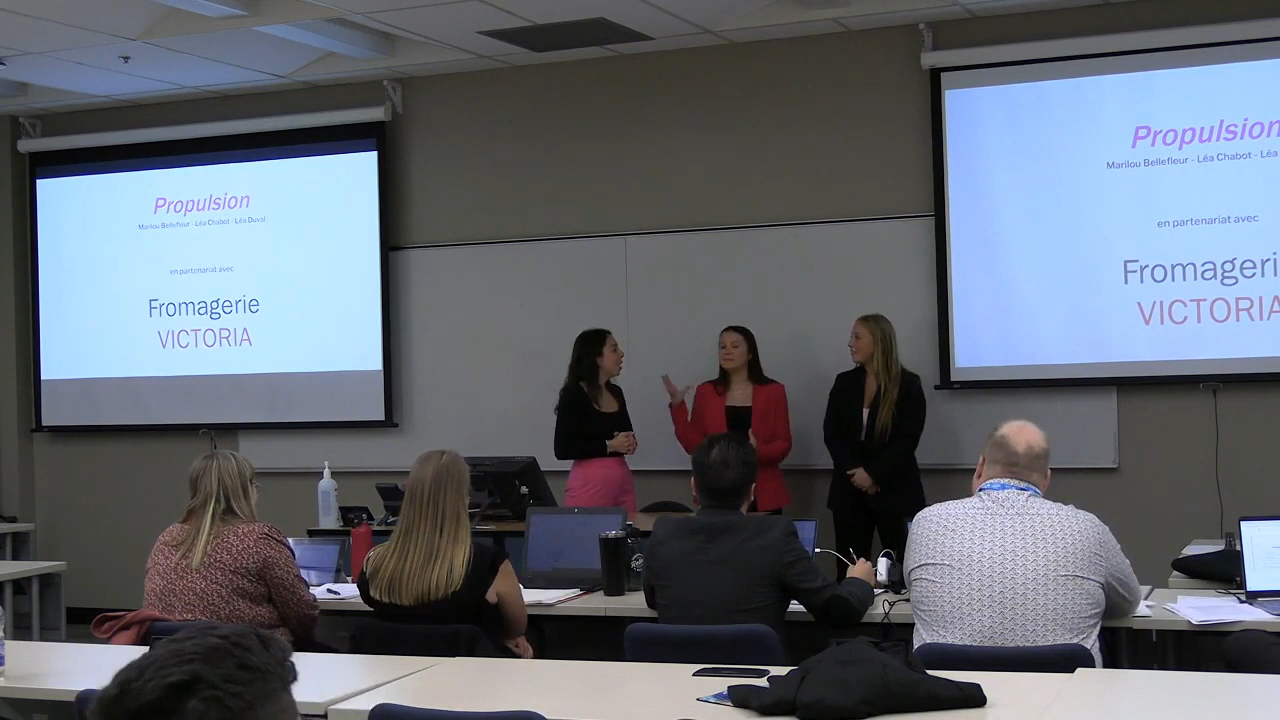 Propulsion
Marilou Bellefleur - Léa Chabot - Léa Duval
en partenariat avec
Fromagerie
VICTORIA
Propulsion
Marilou Bellefleur - Léa Chabot - Léa
en partenariat avec
Fromageri
VICTORIA